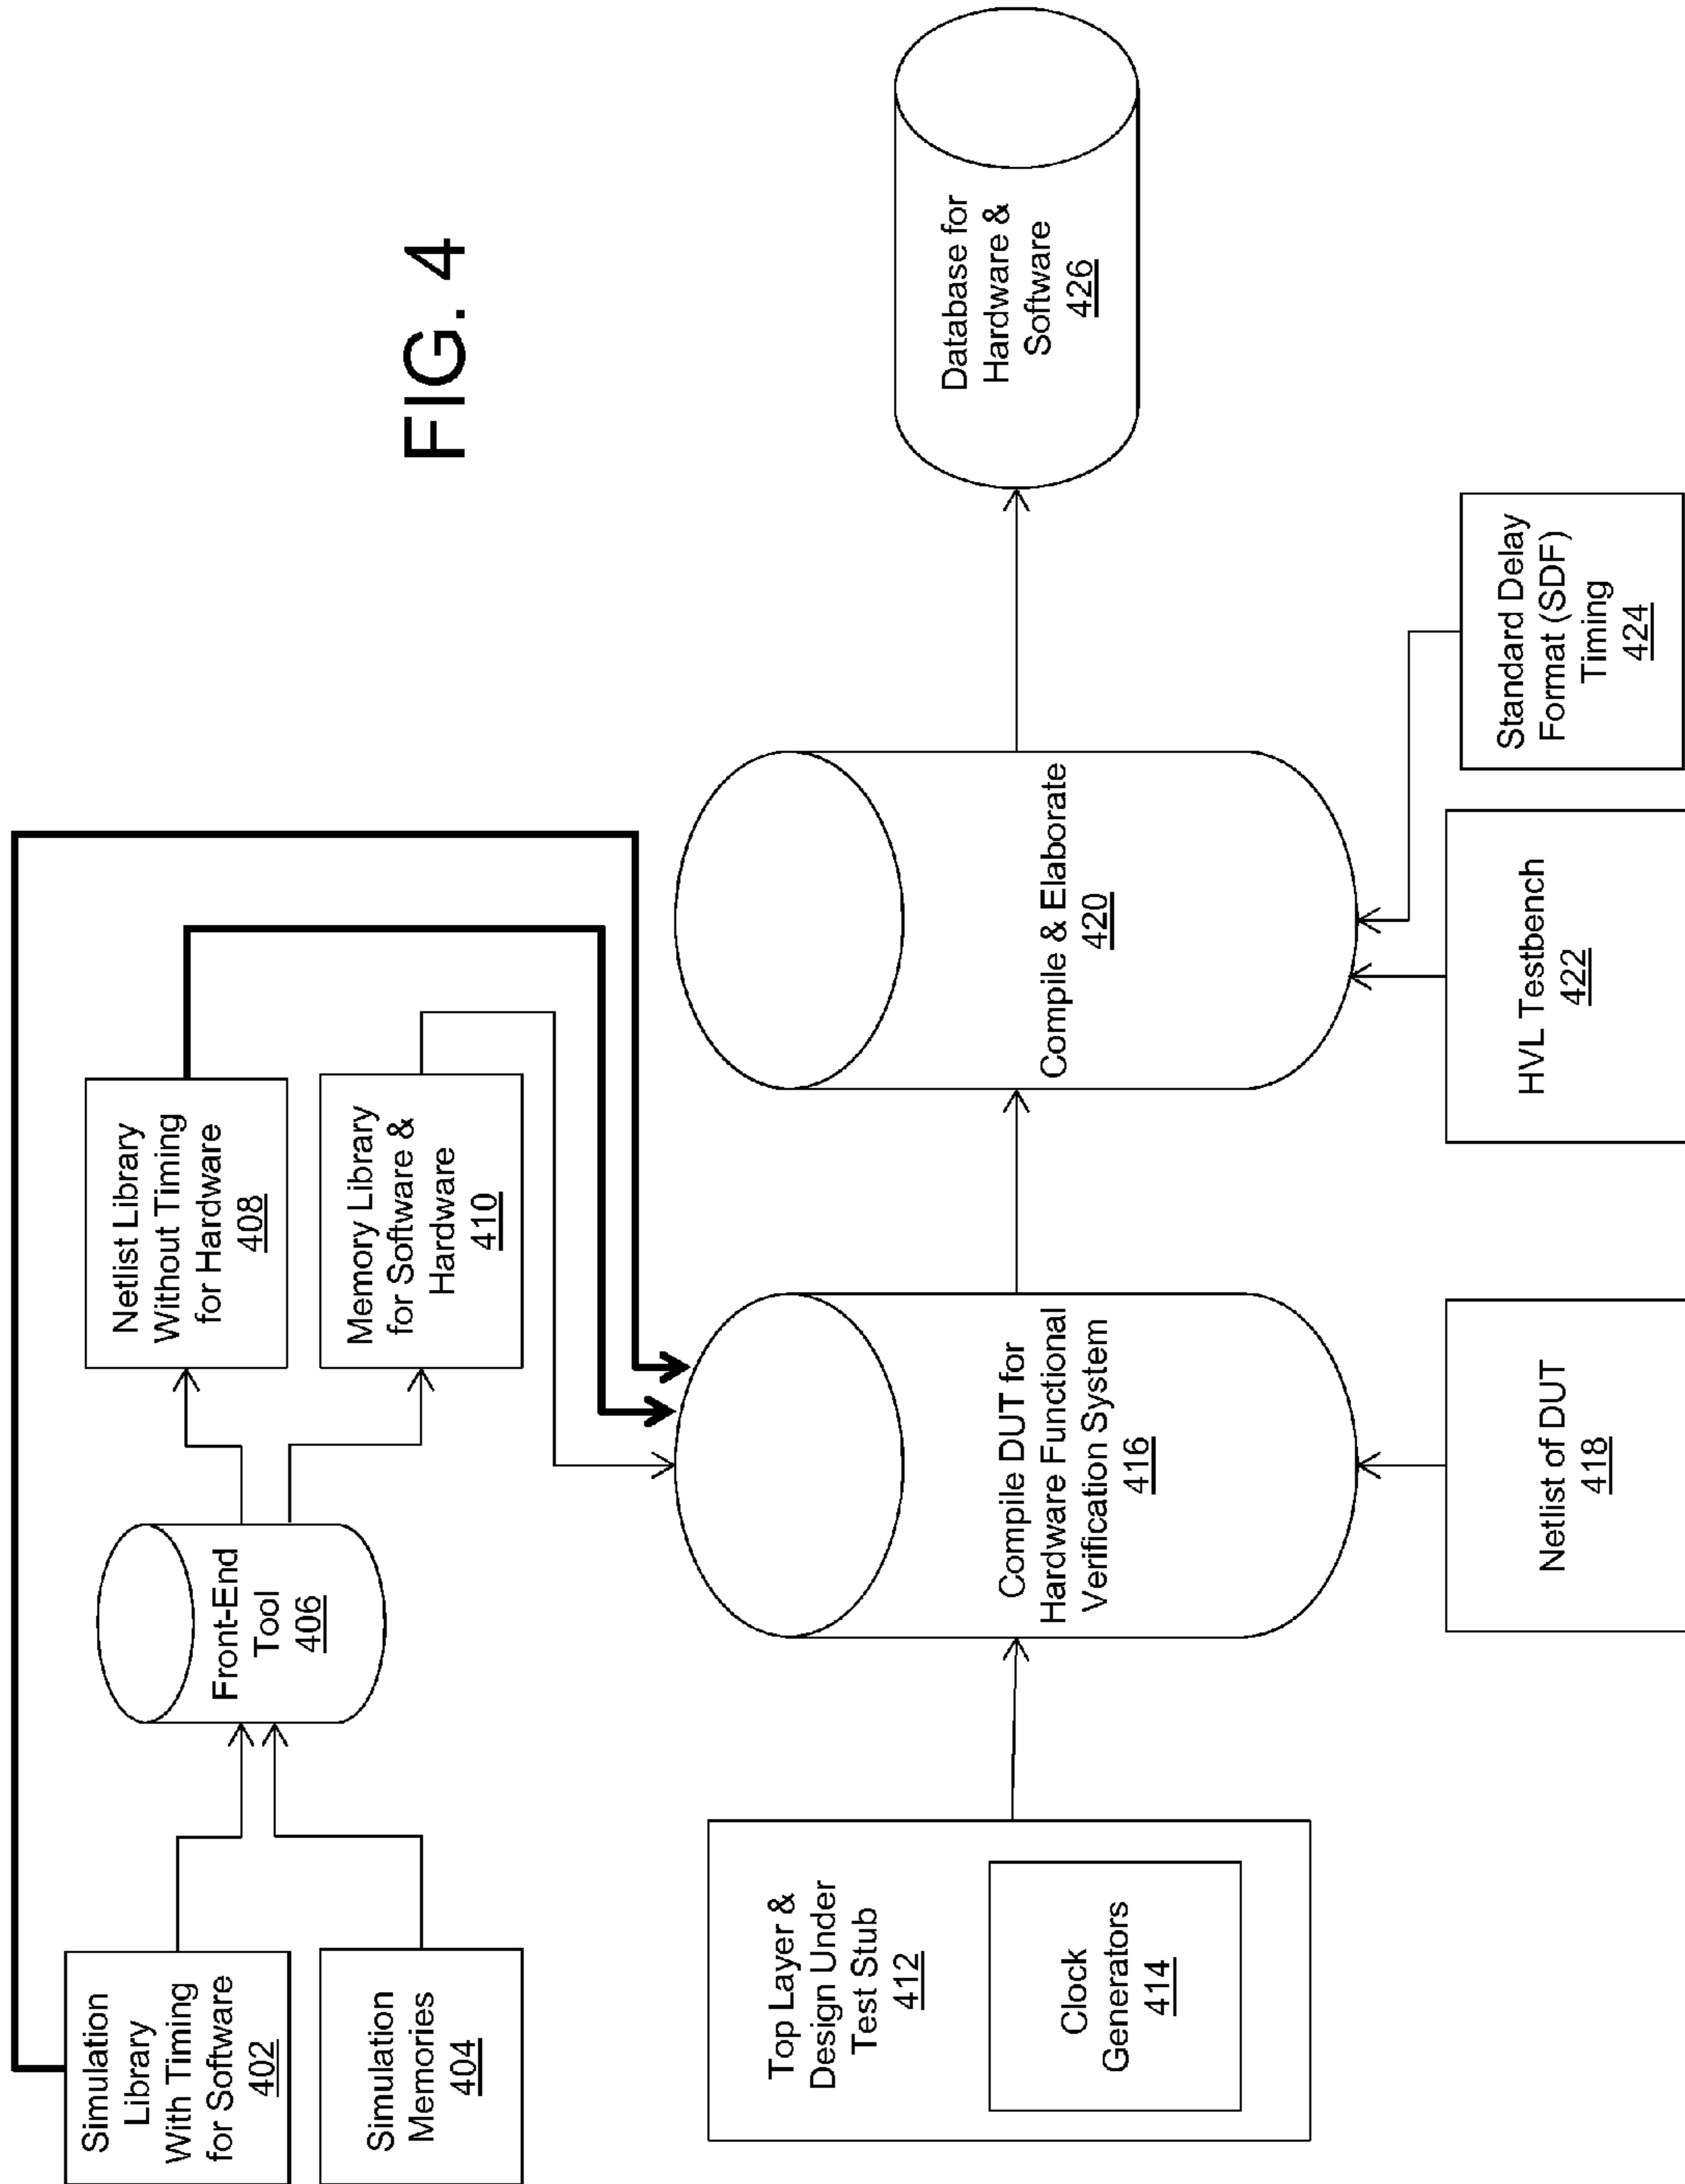 FIG. 4
Simulation
Library
With Timing
for Software
402
Simulation
Memories
404
Front-End
Tool
406
Netlist Library
Without Timing
for Hardware
408
Memory Library
for Software &
Hardware
410
Top Layer &
Design Under
Test Stub
412
Clock
Generators
414
Compile DUT for
Hardware Functional
Verification System
416
Netlist of DUT
418
Compile & Elaborate
420
HVL Testbench
422
Standard Delay
Format (SDF)
Timing
424
Database for
Hardware &
Software
426